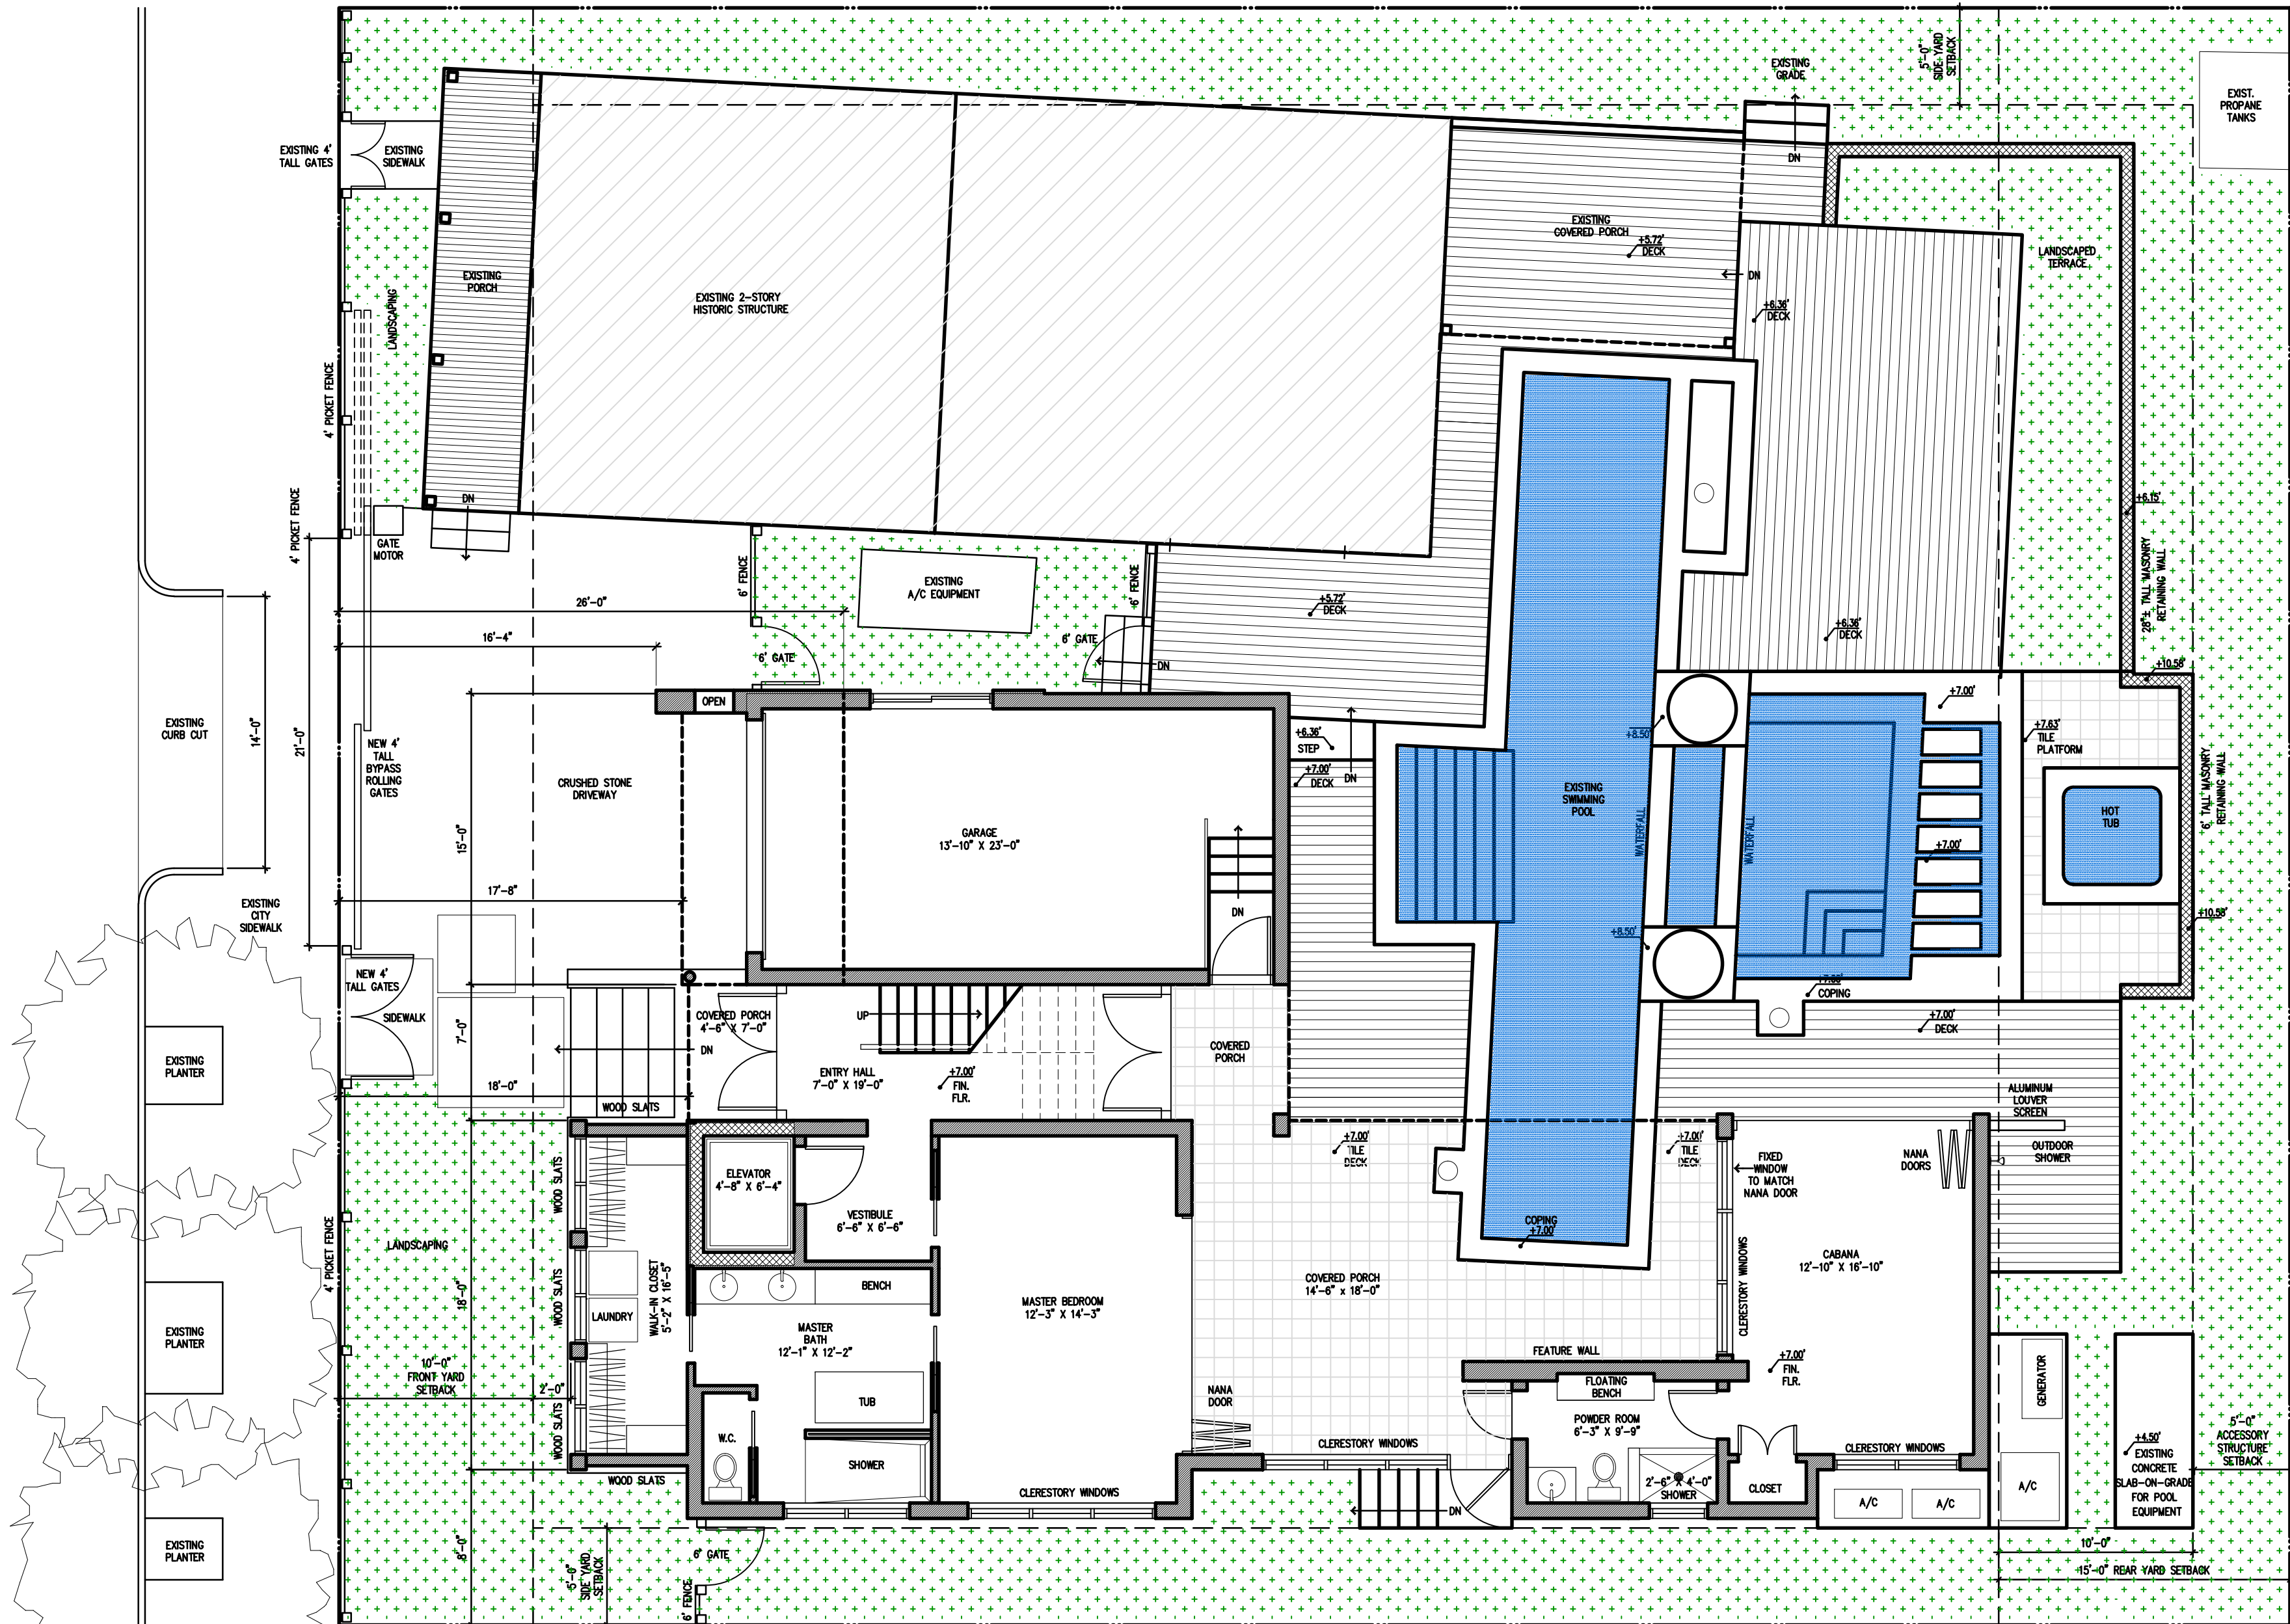 5'-0"
SIDE YARD
SETBACK
EXISTING
GRADE
EXIST.
PROPANE
TANKS
EXISTING 4'
TALL GATES
EXISTING
SIDEWALK
DN
EXISTING
COVERED PORCH
+5.72'
DECK
DN
LANDSCAPED
TERRACE
EXISTING
PORCH
LANDSCAPING
EXISTING 2-STORY
HISTORIC STRUCTURE
+6.36'
DECK
4' PICKET FENCE
DN
+6.15'
4' PICKET FENCE
GATE
MOTOR
6' FENCE
EXISTING
A/C EQUIPMENT
6' FENCE
28"± TALL MASONRY
RETAINING WALL
26'-0"
+5.72'
DECK
+6.36'
DECK
16'-4"
6' GATE
6' GATE
DN
+10.58'
OPEN
+7.00'
EXISTING
CURB CUT
14'-0"
21'-0"
NEW 4'
TALL
BYPASS
ROLLING
GATES
+6.36'
STEP
+8.50'
+7.63'
TILE
PLATFORM
CRUSHED STONE
DRIVEWAY
+7.00'
DECK
DN
EXISTING
SWIMMING
POOL
WATERFALL
WATERFALL
HOT
TUB
6' TALL MASONRY
RETAINING WALL
15'-0"
GARAGE
13'-10" X 23'-0"
+7.00'
17'-8"
EXISTING
CITY
SIDEWALK
DN
+8.50'
+10.58'
NEW 4'
TALL GATES
COPING
SIDEWALK
COVERED PORCH
4'-6" X 7'-0"
UP
+7.00'
DECK
7'-0"
DN
COVERED
PORCH
EXISTING
PLANTER
ENTRY HALL
7'-0" X 19'-0"
+7.00'
FIN.
FLR.
18'-0"
WOOD SLATS
ALUMINUM
LOUVER
SCREEN
+7.00'
TILE
DECK
+7.00'
TILE
DECK
FIXED
WINDOW
TO MATCH
NANA DOOR
NANA
DOORS
OUTDOOR
SHOWER
ELEVATOR
4'-8" X 6'-4"
WOOD SLATS
VESTIBULE
6'-6" X 6'-6"
COPING
+7.00'
LANDSCAPING
4' PICKET FENCE
CABANA
12'-10" X 16'-10"
CLERESTORY WINDOWS
18'-0"
WOOD SLATS
LAUNDRY
WALK-IN CLOSET
5'-2" X 16'-5"
BENCH
MASTER BEDROOM
12'-3" X 14'-3"
COVERED PORCH
14'-6" X 18'-0"
EXISTING
PLANTER
MASTER
BATH
12'-1" X 12'-2"
FEATURE WALL
+7.00'
FIN.
FLR.
10'-0"
FRONT YARD
SETBACK
2'-0"
TUB
NANA
DOOR
FLOATING
BENCH
GENERATOR
WOOD SLATS
W.C.
POWDER ROOM
6'-3" X 9'-9"
5'-0"
ACCESSORY
STRUCTURE
SETBACK
CLERESTORY WINDOWS
CLERESTORY WINDOWS
+4.50'
EXISTING
CONCRETE
SLAB-ON-GRADE
FOR POOL
EQUIPMENT
SHOWER
WOOD SLATS
CLERESTORY WINDOWS
2'-6" X 4'-0"
SHOWER
CLOSET
A/C
A/C
A/C
DN
EXISTING
PLANTER
8'-0"
6' GATE
5'-0"
SIDE YARD
SETBACK
6' FENCE
10'-0"
15'-0" REAR YARD SETBACK